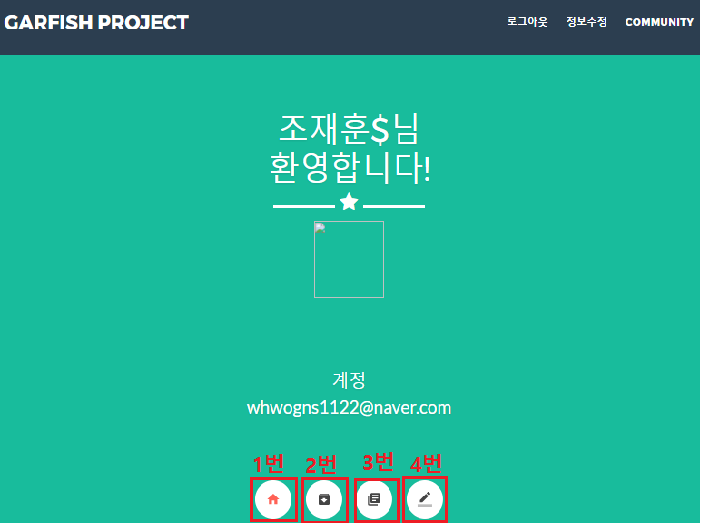 GARFISH PROJECT
로그아웃 정보수정 COMMUNITY
조재훈$님
환영합니다!
계정
whwogns1122@naver.com
1번 2번 3번 4번